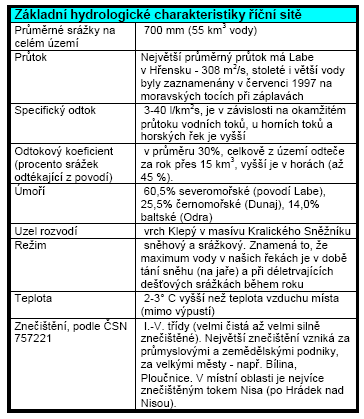 Základní hydrologické charakteristiky říční sítě
Průměrné srážky na
celém území
700 mm (55 km³ vody)
Průtok
Největší průměrný průtok má Labe
v Hřensku - 308 m³/s, stoleté i větší vody
byly zaznamenány v červenci 1997 na
moravských tocích při záplavách
Specifický odtok
3-40 l/km²/s, je v závislosti na okamžitém
průtoku vodních toků, u horních toků a
horských řek je vyšší
Odtokový koeficient
(procento srážek
odtékající z povodí)
v průměru 30%, celkově z území odteče
za rok přes 15 km³, vyšší je v horách (až
45 %).
Úmoří
60,5% severomořské (povodí Labe),
25,5% černomořské (Dunaj), 14,0%
baltské (Odra)
Uzel rozvodí
vrch Klepý v masívu Kralického Sněžníku
Režim
sněhový a srážkový. Znamená to, že
maximum vody v našich řekách je v době
tání sněhu (na jaře) a při déletrvajících
dešťových srážkách během roku
Teplota
2-3° C vyšší než teplota vzduchu místa
(mimo výpustí)
Znečištění, podle ČSN
757221
I.-V. třídy (velmi čistá až velmi silně
znečištěné). Největší znečištění vzniká za
průmyslovými a zemědělskými podniky,
za velkými městy - např. Bílina,
Ploučnice. V místní oblasti je nejvíce
znečištěným tokem Nisa (po Hrádek nad
Nisou).